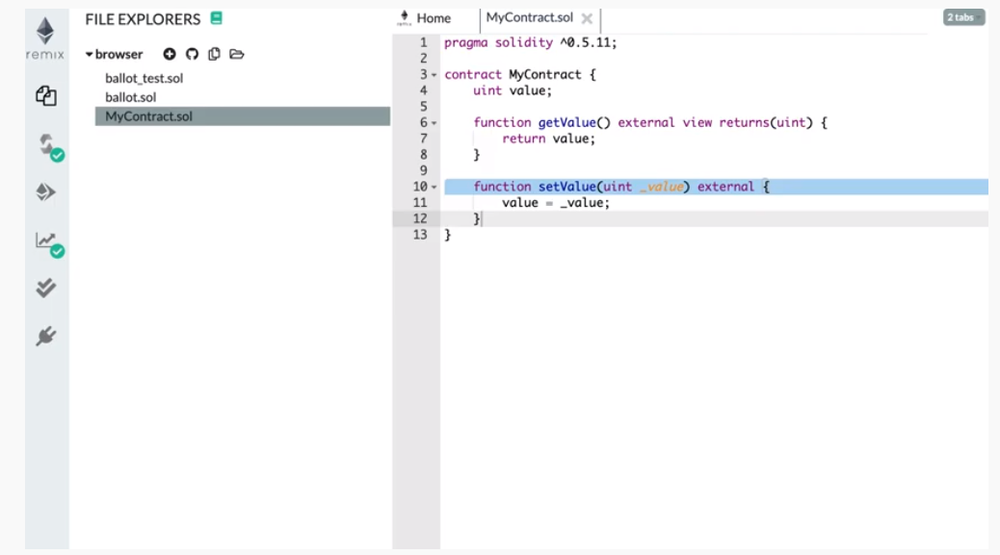 remix
FILE EXPLORERS
browser
ballot_test.sol
ballot.sol
MyContract.sol
Home
MyContract.sol
2 tabs
1 pragma solidity ^0.5.11;
2
3 contract MyContract {
4 uint value;
5
6 function getValue() external view returns(uint) {
7 return value;
8 }
9
10 function setValue(uint _value) external {
11 value = _value;
12 }
13 }